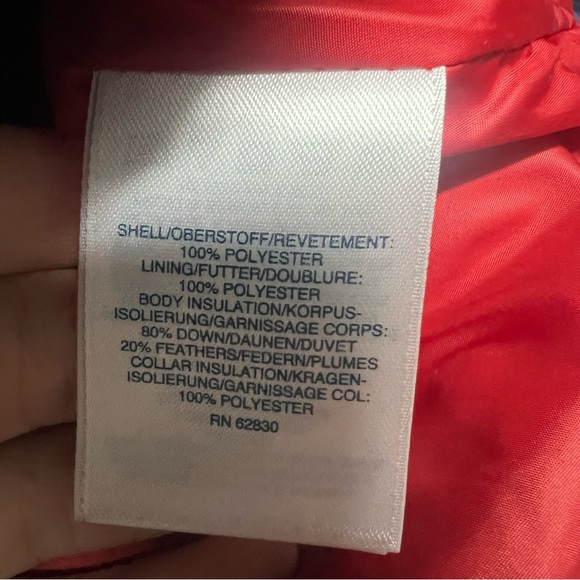 SHELL/OBERSTOFF/REVETEMENT:
100% POLYESTER
LINING/FUTTER/DOUBLURE:
100% POLYESTER
BODY INSULATION/KORPUS-
ISOLIERUNG/GARNISSAGE CORPS:
80% DOWN/DAUNEN/DUVET
20% FEATHERS/FEDERN/PLUMES
COLLAR INSULATION/KRAGEN-
ISOLIERUNG/GARNISSAGE COL:
100% POLYESTER
RN 62830